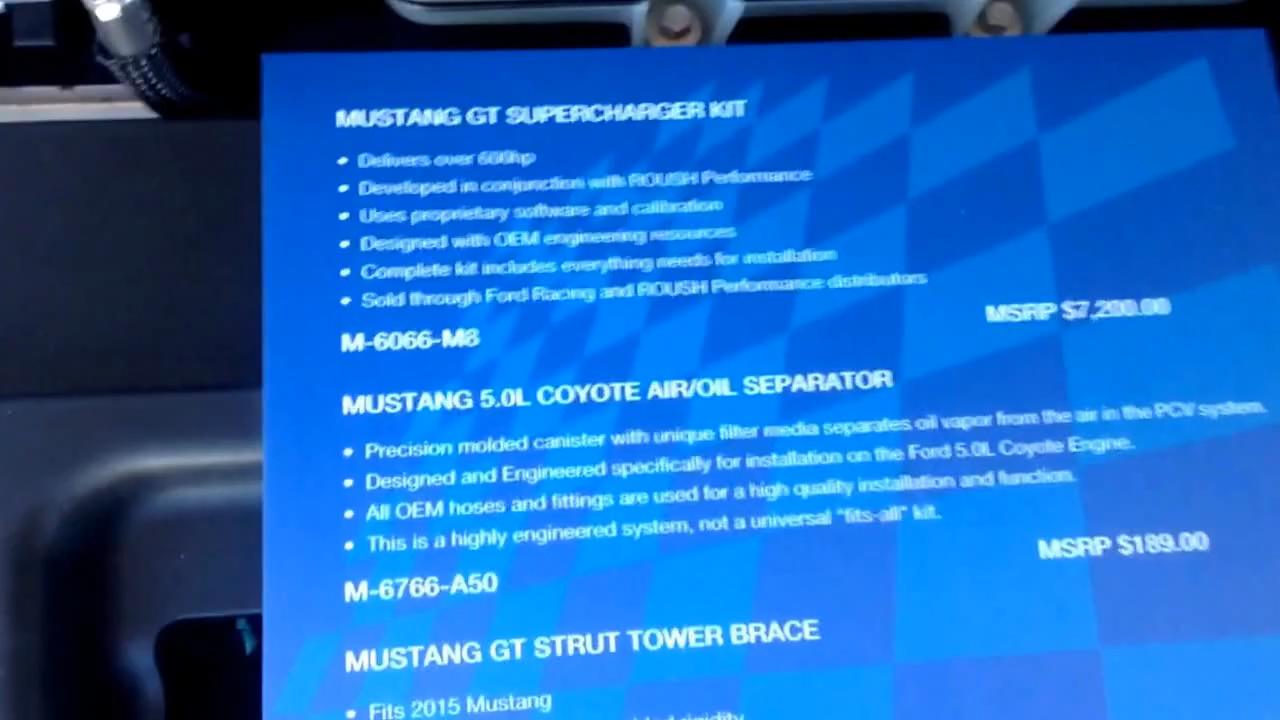 MUSTANG GT SUPERCHARGER KIT
• Delivers over 600hp
• Developed in conjunction with ROUSH Performance
• Uses proprietary software and calibration
• Designed with OEM engineering resources
• Complete kit includes everything needs for installation
• Sold through Ford Racing and ROUSH Performance distributors
MSRP $7,200.00
M-6066-M8
MUSTANG 5.0L COYOTE AIR/OIL SEPARATOR
• Precision molded canister with unique filter media separates oil vapor from the air in the PCV system.
• Designed and Engineered specifically for installation on the Ford 5.0L Coyote Engine.
• All OEM hoses and fittings are used for a high quality installation and function.
• This is a highly engineered system, not a universal "fits-all" kit.
MSRP $189.00
M-6766-A50
MUSTANG GT STRUT TOWER BRACE
• Fits 2015 Mustang
rigidity